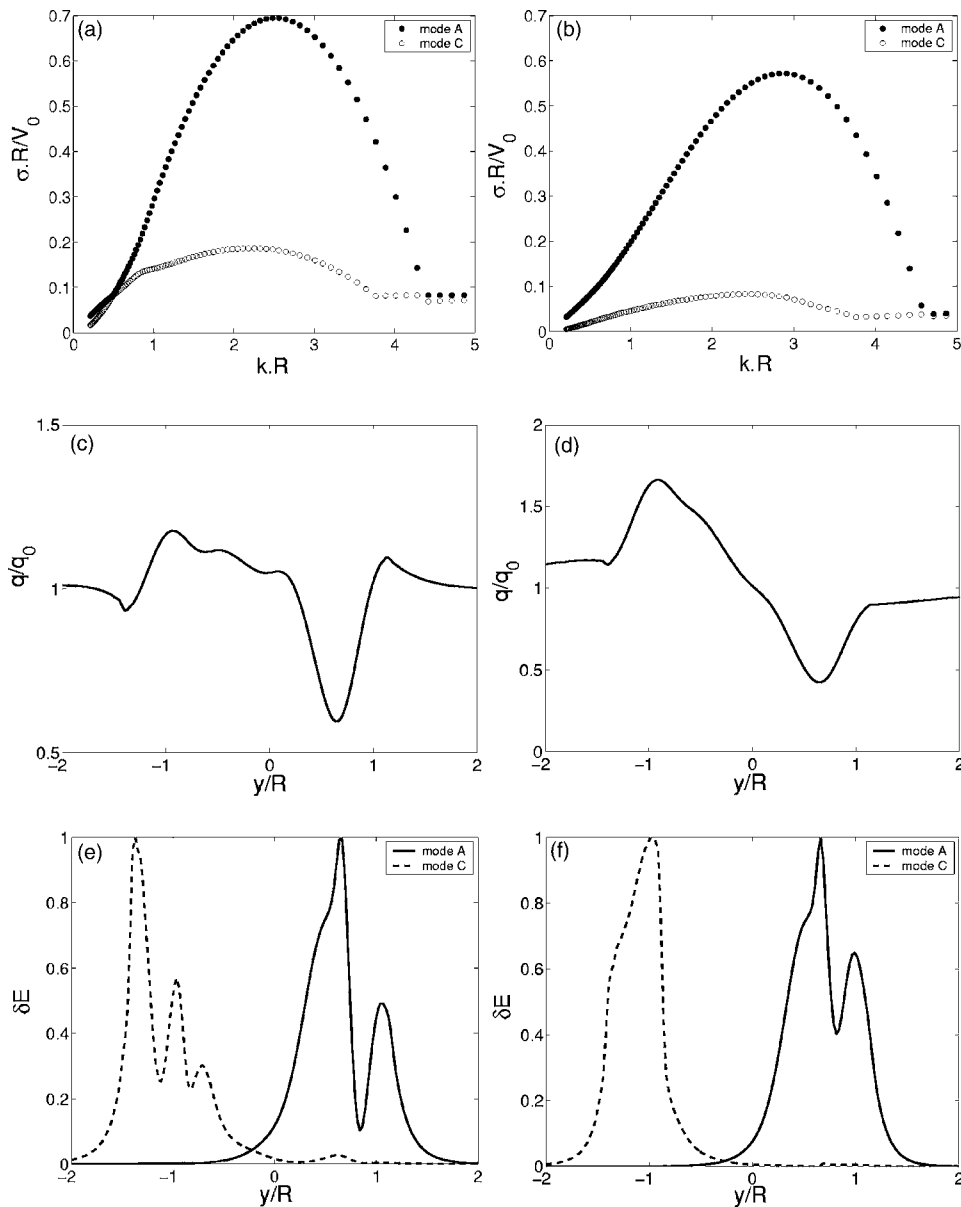 (a)
mode A
mode C
0.7
0.6
0.5
0.4
0.3
0.2
0.1
0
σ.R/V₀
0 1 2 3 4 5
k.R
(b)
mode A
mode C
0.7
0.6
0.5
0.4
0.3
0.2
0.1
0
σ.R/V₀
0 1 2 3 4 5
k.R
(c)
1.5
1
0.5
q/q₀
−2 −1 0 1 2
y/R
(d)
2
1.5
1
0.5
0
q/q₀
−2 −1 0 1 2
y/R
(e)
mode A
mode C
1
0.8
0.6
0.4
0.2
0
δE
−2 −1 0 1 2
y/R
(f)
mode A
mode C
1
0.8
0.6
0.4
0.2
0
δE
−2 −1 0 1 2
y/R